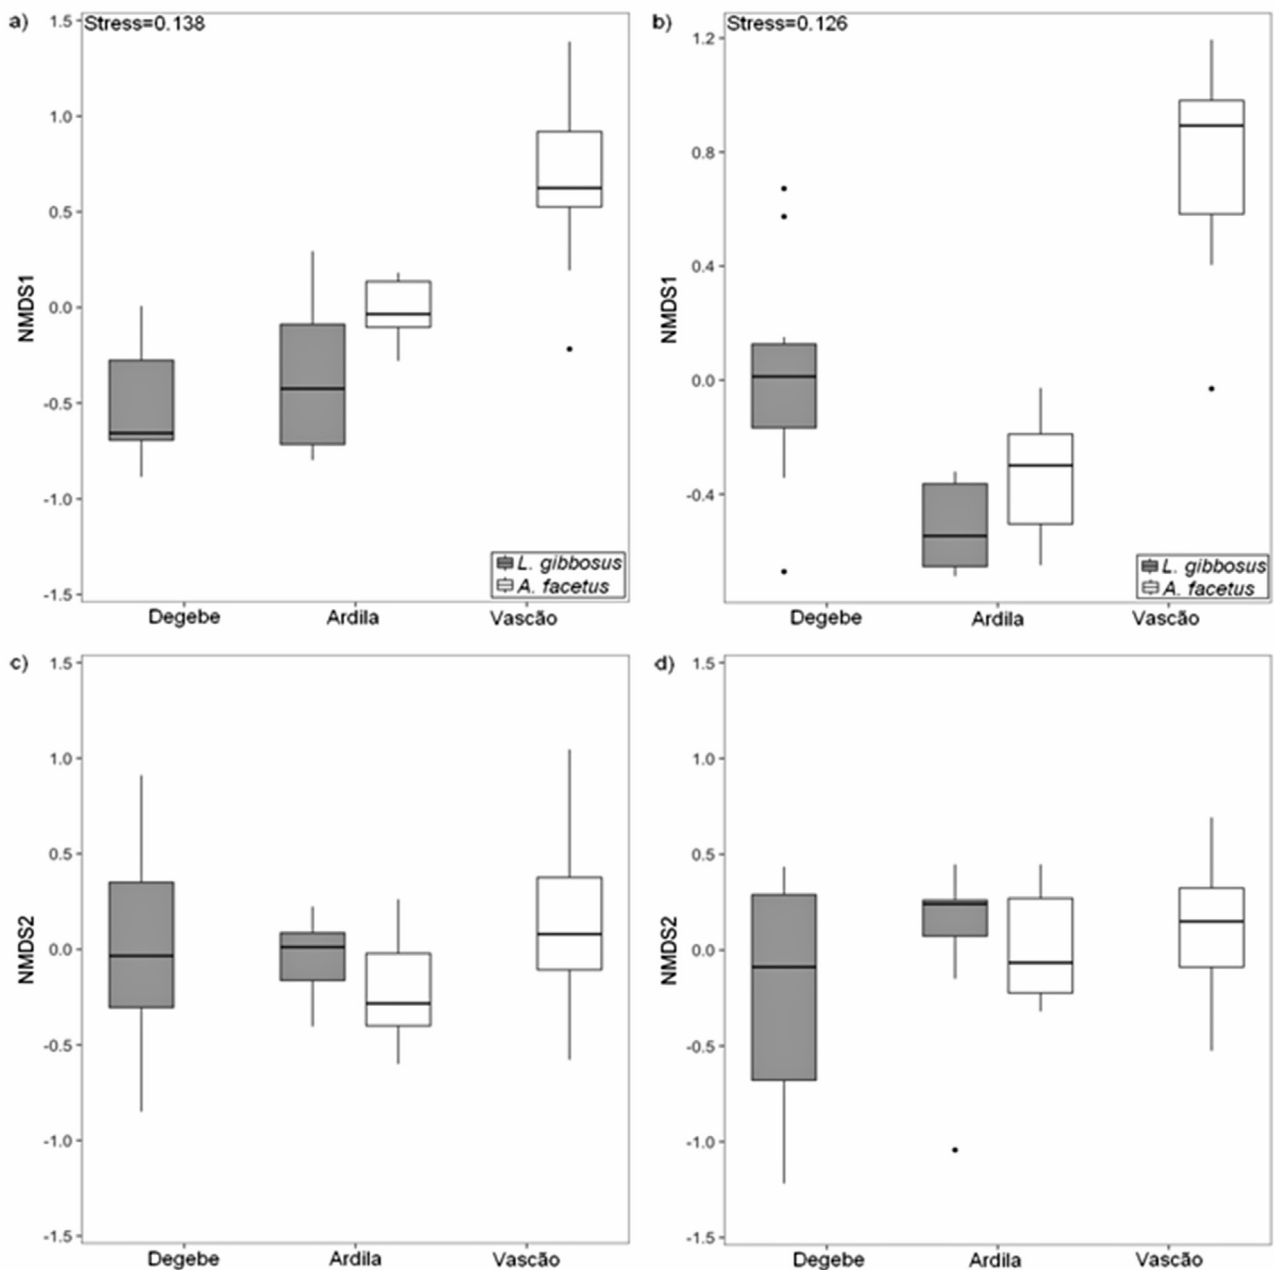 a)
Stress=0.138
1.5
1.0
0.5
0.0
-0.5
-1.0
-1.5
NMDS1
L. gibbosus
A. facetus
Degebe Ardila Vascão
b)
Stress=0.126
1.2
0.8
0.4
0.0
-0.4
NMDS1
L. gibbosus
A. facetus
Degebe Ardila Vascão
c)
1.5
1.0
0.5
0.0
-0.5
-1.0
-1.5
NMDS2
Degebe Ardila Vascão
d)
1.5
1.0
0.5
0.0
-0.5
-1.0
-1.5
NMDS2
Degebe Ardila Vascão